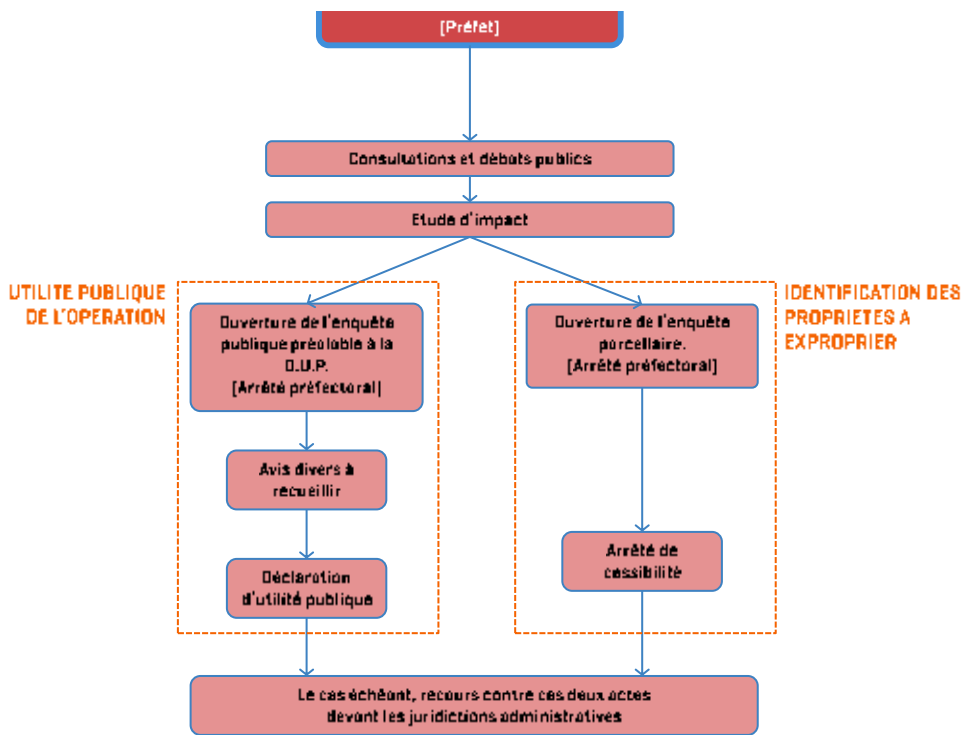 [Préfet]
Consultations et débats publics
Etude d'impact
UTILITE PUBLIQUE
DE L'OPERATION
Ouverture de l'enquête
publique préalable à la
D.U.P.
[Arrêté préfectoral]
Avis divers à
recueillir
Déclaration
d'utilité publique
IDENTIFICATION DES
PROPRIETES A
EXPROPRIER
Ouverture de l'enquête
parcellaire.
[Arrêté préfectoral]
Arrêté de
cessibilité
Le cas échéant, recours contre ces deux actes
devant les juridictions administratives